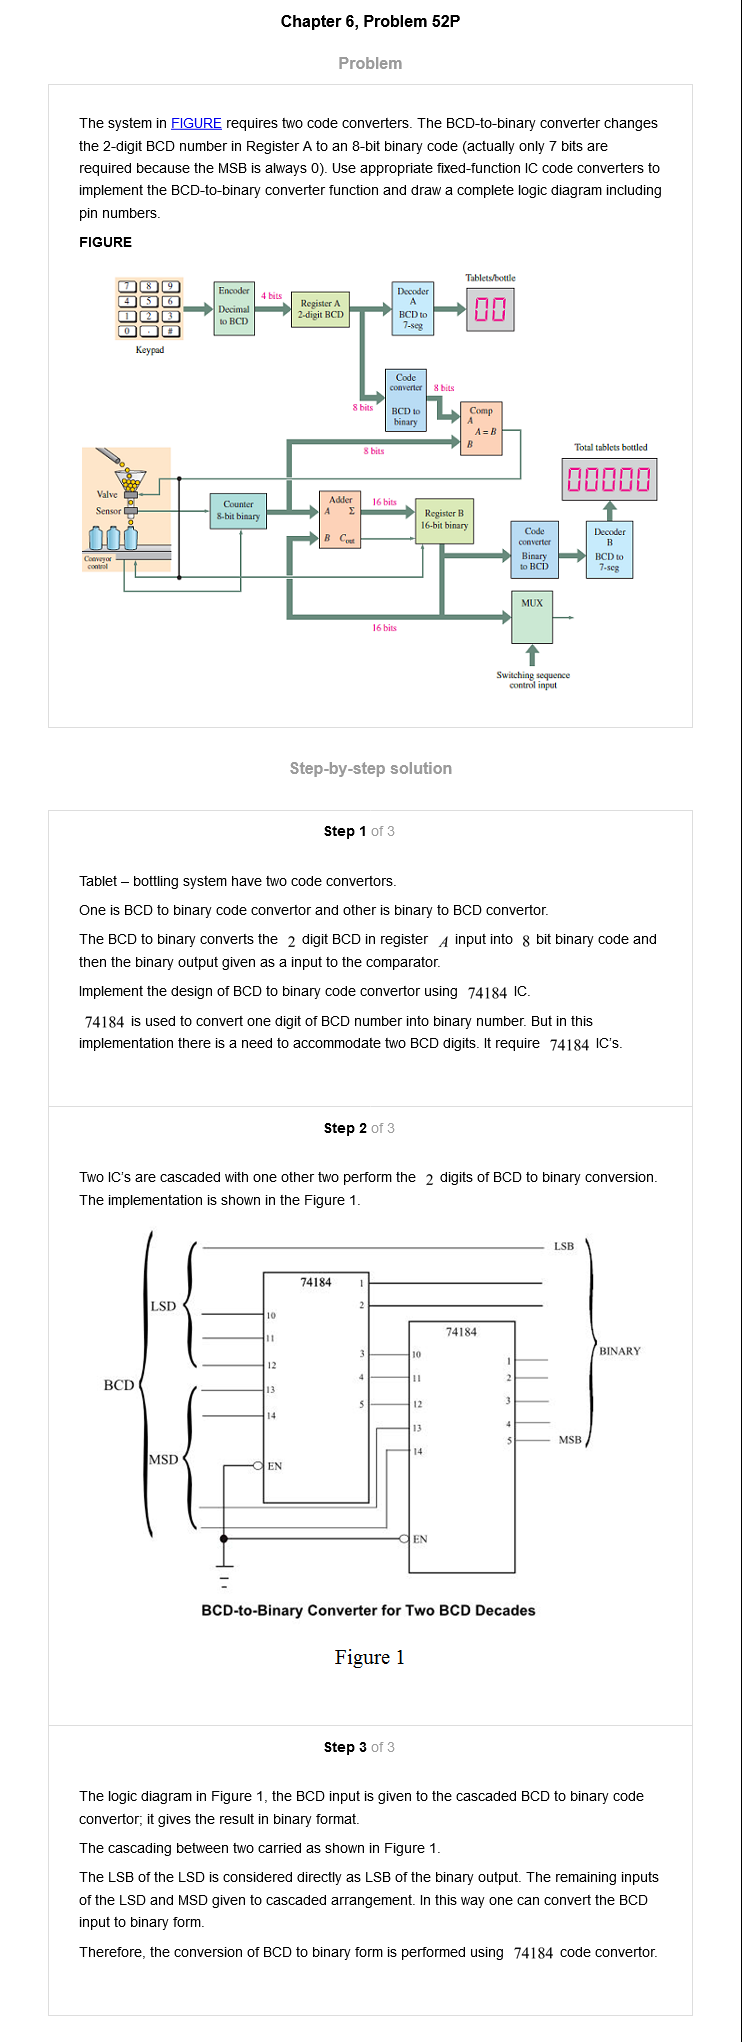 Chapter 6, Problem 52P
Problem
The system in FIGURE requires two code converters. The BCD-to-binary converter changes
the 2-digit BCD number in Register A to an 8-bit binary code (actually only 7 bits are
required because the MSB is always 0). Use appropriate fixed-function IC code converters to
implement the BCD-to-binary converter function and draw a complete logic diagram including
pin numbers.
FIGURE
7 8 9
4 5 6
1 2 3
0 . #
Keypad
Encoder
Decimal
to BCD
4 bits
Register A
2-digit BCD
Decoder
A
BCD to
7-seg
Tablets/bottle
00
8 bits
Code
converter
BCD to
binary
8 bits
Comp
A
A = B
B
8 bits
Total tablets bottled
00000
Valve
Sensor
Conveyor
control
Counter
8-bit binary
Adder
A Σ
B Cout
16 bits
Register B
16-bit binary
Code
converter
Binary
to BCD
Decoder
B
BCD to
7-seg
MUX
16 bits
Switching sequence
control input
Step-by-step solution
Step 1 of 3
Tablet – bottling system have two code convertors.
One is BCD to binary code convertor and other is binary to BCD convertor.
The BCD to binary converts the 2 digit BCD in register A input into 8 bit binary code and
then the binary output given as a input to the comparator.
Implement the design of BCD to binary code convertor using 74184 IC.
74184 is used to convert one digit of BCD number into binary number. But in this
implementation there is a need to accommodate two BCD digits. It require 74184 IC's.
Step 2 of 3
Two IC's are cascaded with one other two perform the 2 digits of BCD to binary conversion.
The implementation is shown in the Figure 1.
LSB
74184 1
LSD
2
10
74184
11
BINARY
3 10
12
1
4 11
2
BCD
13
5 12
3
14
13
4
14
5
MSB
MSD
EN
EN
BCD-to-Binary Converter for Two BCD Decades
Figure 1
Step 3 of 3
The logic diagram in Figure 1, the BCD input is given to the cascaded BCD to binary code
convertor; it gives the result in binary format.
The cascading between two carried as shown in Figure 1.
The LSB of the LSD is considered directly as LSB of the binary output. The remaining inputs
of the LSD and MSD given to cascaded arrangement. In this way one can convert the BCD
input to binary form.
Therefore, the conversion of BCD to binary form is performed using 74184 code convertor.